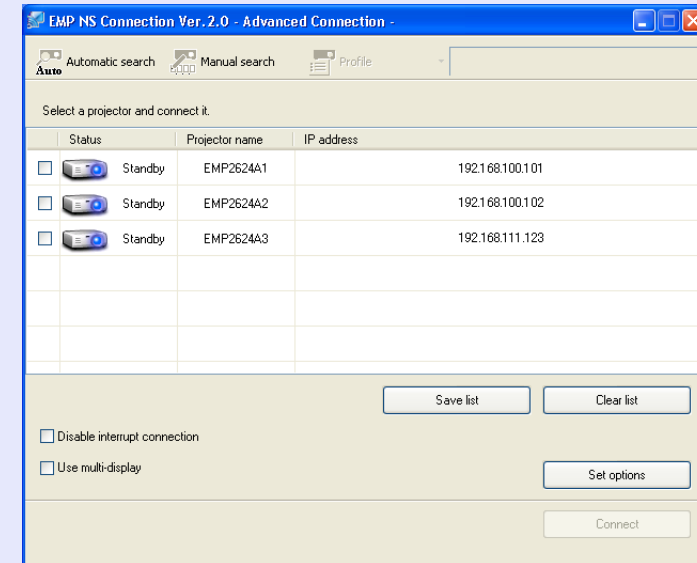 EMP NS Connection Ver.2.0 - Advanced Connection -
Auto Automatic search Manual search Profile
Select a projector and connect it.
Status Projector name IP address
Standby EMP2624A1 192.168.100.101
Standby EMP2624A2 192.168.100.102
Standby EMP2624A3 192.168.111.123
Save list Clear list
Disable interrupt connection
Use multi-display
Set options
Connect